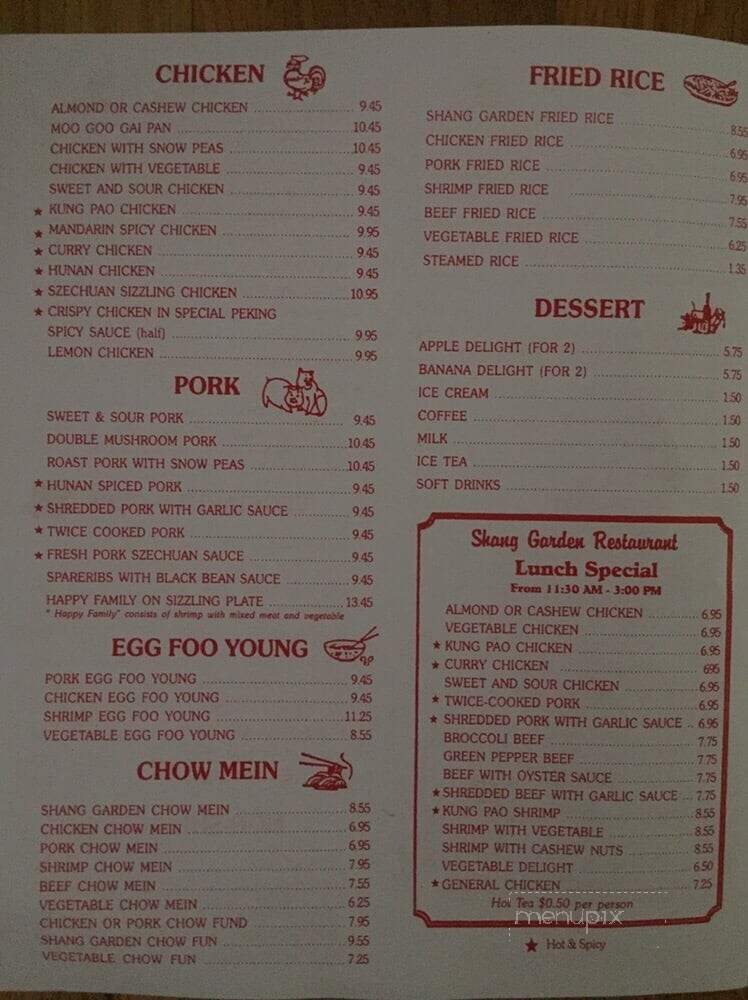 CHICKEN
ALMOND OR CASHEW CHICKEN 9.45
MOO GOO GAI PAN 10.45
CHICKEN WITH SNOW PEAS 10.45
CHICKEN WITH VEGETABLE 9.45
SWEET AND SOUR CHICKEN 9.45
★ KUNG PAO CHICKEN 9.45
★ MANDARIN SPICY CHICKEN 9.95
★ CURRY CHICKEN 9.45
★ HUNAN CHICKEN 9.45
★ SZECHUAN SIZZLING CHICKEN 10.95
★ CRISPY CHICKEN IN SPECIAL PEKING
SPICY SAUCE (half) 9.95
LEMON CHICKEN 9.95
PORK
SWEET & SOUR PORK 9.45
DOUBLE MUSHROOM PORK 10.45
ROAST PORK WITH SNOW PEAS 10.45
★ HUNAN SPICED PORK 9.45
★ SHREDDED PORK WITH GARLIC SAUCE 9.45
★ TWICE COOKED PORK 9.45
★ FRESH PORK SZECHUAN SAUCE 9.45
SPARERIBS WITH BLACK BEAN SAUCE 9.45
HAPPY FAMILY ON SIZZLING PLATE 13.45
" Happy Family" consists of shrimp with mixed meat and vegetable
EGG FOO YOUNG
PORK EGG FOO YOUNG 9.45
CHICKEN EGG FOO YOUNG 9.45
SHRIMP EGG FOO YOUNG 11.25
VEGETABLE EGG FOO YOUNG 8.55
CHOW MEIN
SHANG GARDEN CHOW MEIN 8.55
CHICKEN CHOW MEIN 6.95
PORK CHOW MEIN 6.95
SHRIMP CHOW MEIN 7.95
BEEF CHOW MEIN 7.55
VEGETABLE CHOW MEIN 6.25
CHICKEN OR PORK CHOW FUND 7.95
SHANG GARDEN CHOW FUN 9.55
VEGETABLE CHOW FUN 7.25
FRIED RICE
SHANG GARDEN FRIED RICE 8.55
CHICKEN FRIED RICE 6.95
PORK FRIED RICE 6.95
SHRIMP FRIED RICE 7.95
BEEF FRIED RICE 7.55
VEGETABLE FRIED RICE 6.25
STEAMED RICE 1.35
DESSERT
APPLE DELIGHT (FOR 2) 5.75
BANANA DELIGHT (FOR 2) 5.75
ICE CREAM 1.50
COFFEE 1.50
MILK 1.50
ICE TEA 1.50
SOFT DRINKS 1.50
Shang Garden Restaurant
Lunch Special
From 11:30 AM - 3:00 PM
ALMOND OR CASHEW CHICKEN 6.95
VEGETABLE CHICKEN 6.95
★ KUNG PAO CHICKEN 6.95
★ CURRY CHICKEN 695
SWEET AND SOUR CHICKEN 6.95
★ TWICE-COOKED PORK 6.95
★ SHREDDED PORK WITH GARLIC SAUCE 6.95
BROCCOLI BEEF 7.75
GREEN PEPPER BEEF 7.75
BEEF WITH OYSTER SAUCE 7.75
★ SHREDDED BEEF WITH GARLIC SAUCE 7.75
★ KUNG PAO SHRIMP 8.55
SHRIMP WITH VEGETABLE 8.55
SHRIMP WITH CASHEW NUTS 8.55
VEGETABLE DELIGHT 6.50
★ GENERAL CHICKEN 7.25
Hot Tea $0.50 per person
menupix
★ Hot & Spicy